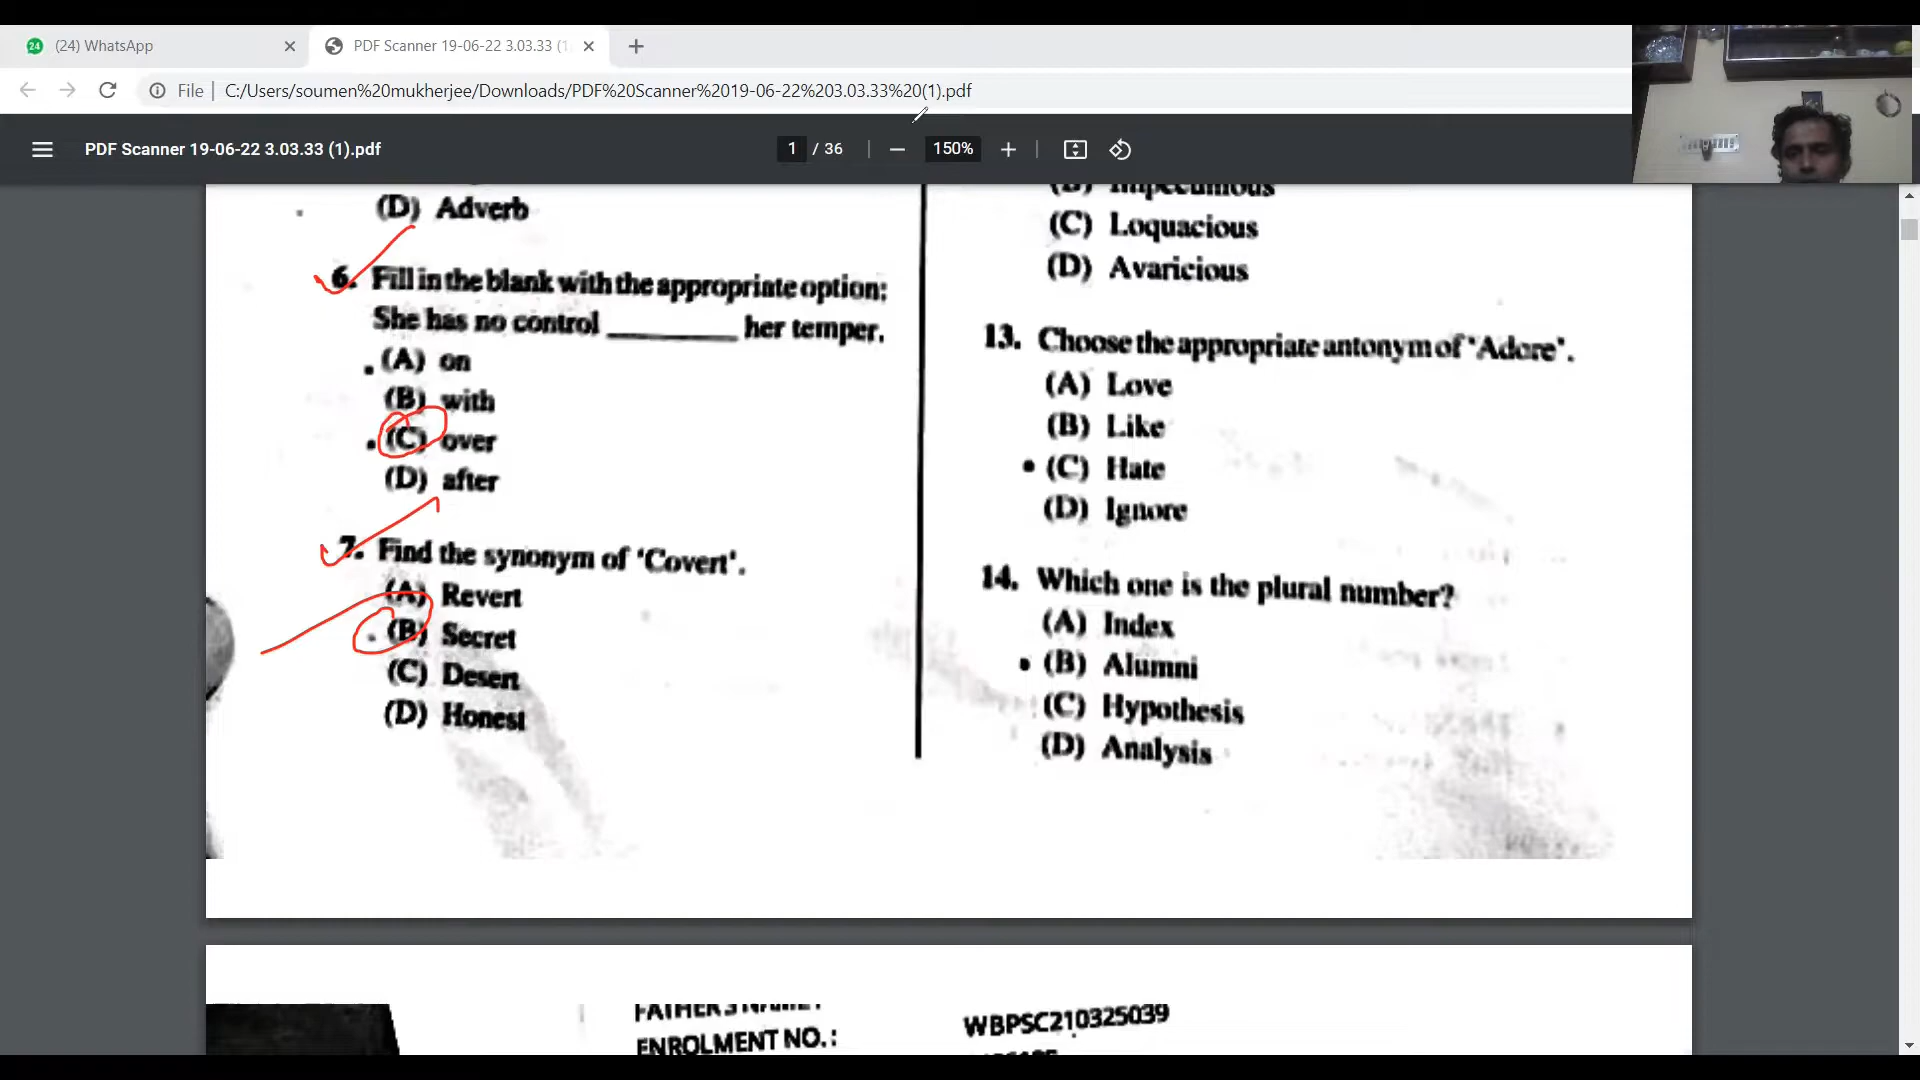 (24) WhatsApp
PDF Scanner 19-06-22 3.03.33 (1
File
C:/Users/soumen%20mukherjee/Downloads/PDF%20Scanner%2019-06-22%203.03.33%20(1).pdf
PDF Scanner 19-06-22 3.03.33 (1).pdf
1 / 36
150%
(D) Adverb
6. Fill in the blank with the appropriate option:
She has no control ________ her temper.
(A) on
(B) with
(C) over
(D) after
7. Find the synonym of 'Covert'.
(A) Revert
(B) Secret
(C) Desert
(D) Honest
(B) Impecunious
(C) Loquacious
(D) Avaricious
13. Choose the appropriate antonym of 'Adore'.
(A) Love
(B) Like
(C) Hate
(D) Ignore
14. Which one is the plural number?
(A) Index
(B) Alumni
(C) Hypothesis
(D) Analysis
FATHER'S NAME:
ENROLMENT NO.:
WBPSC210325039